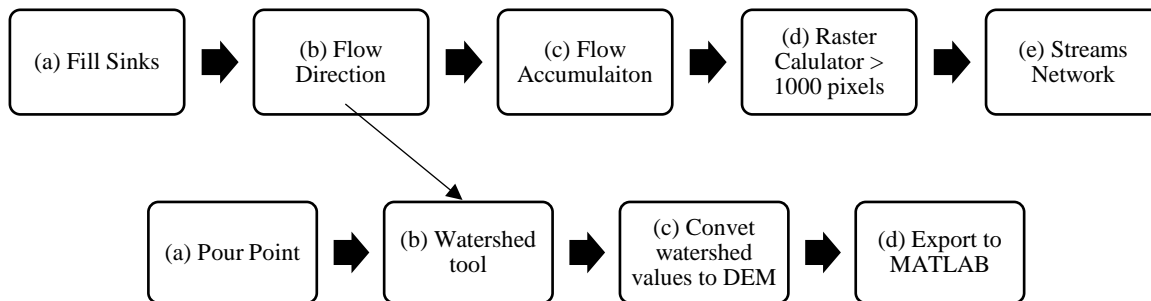 (a) Fill Sinks
(b) Flow
Direction
(c) Flow
Accumulaiton
(d) Raster
Calulator >
1000 pixels
(e) Streams
Network
(a) Pour Point
(b) Watershed
tool
(c) Convet
watershed
values to DEM
(d) Export to
MATLAB